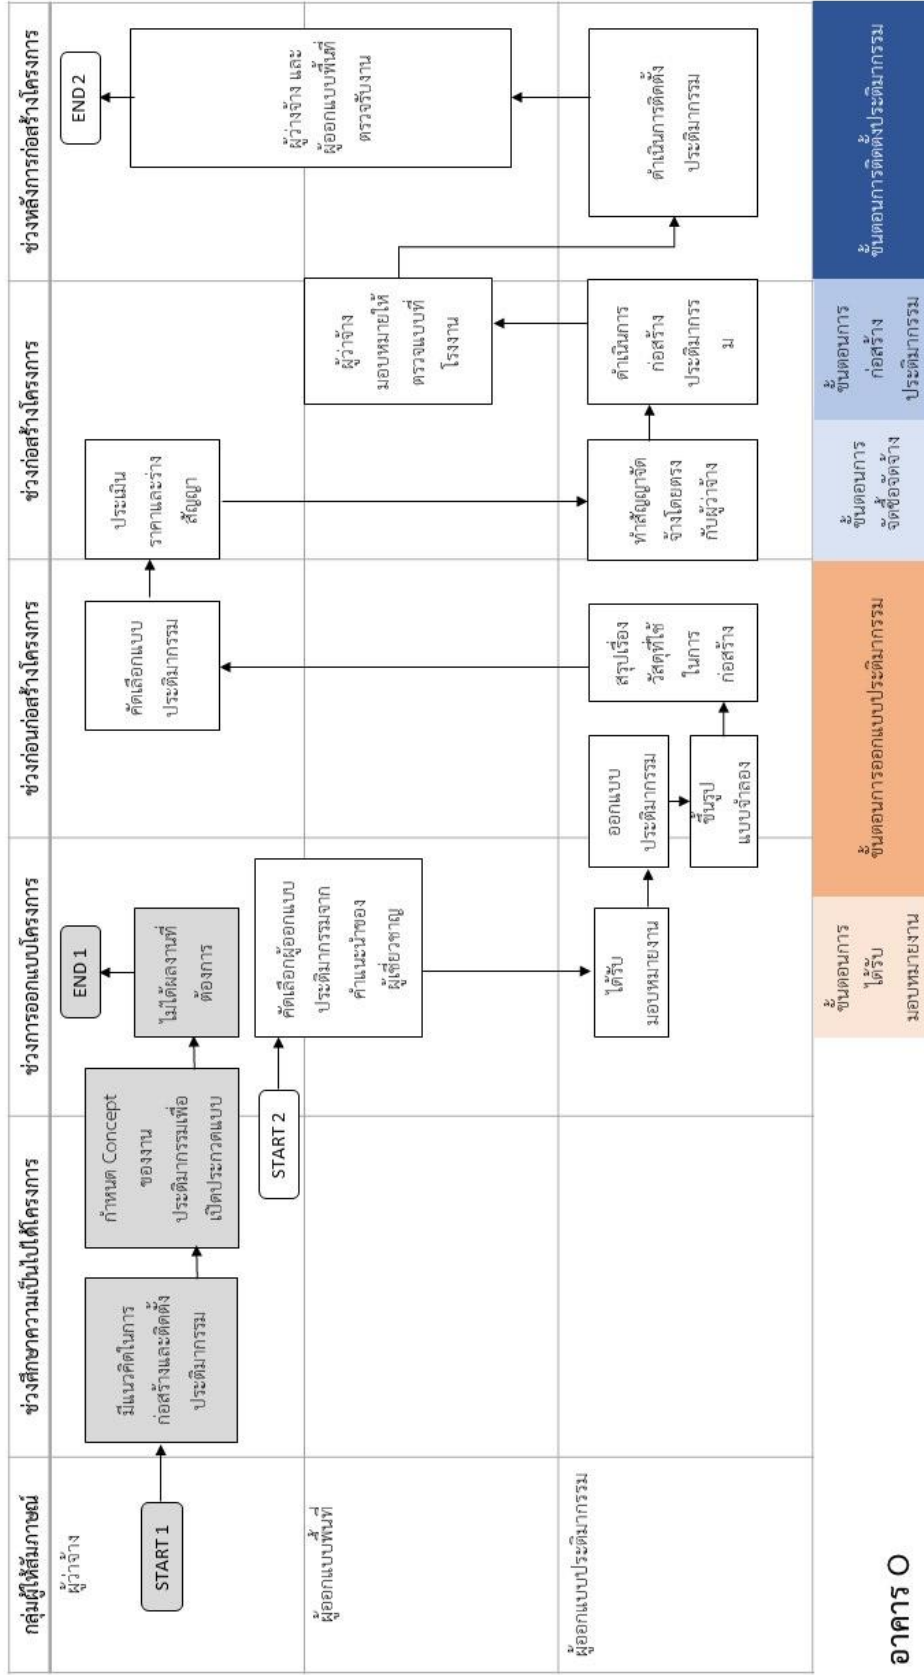 กลุ่มผู้ให้สัมภาษณ์
ช่วงศึกษาความเป็นไปได้โครงการ
ช่วงการออกแบบโครงการ
ช่วงก่อนก่อสร้างโครงการ
ช่วงก่อสร้างโครงการ
ช่วงหลังการก่อสร้างโครงการ
ผู้ว่าจ้าง
START 1
มีแนวคิดในการ
ก่อสร้างและติดตั้ง
ประติมากรรม
กำหนด Concept
ของงาน
ประติมากรรมเพื่อ
เปิดประกวดแบบ
ไม่ได้ผลงานที่
ต้องการ
END 1
คัดเลือกแบบ
ประติมากรรม
ประเมิน
ราคาและร่าง
สัญญา
END 2
ผู้ว่างจ้าง และ
ผู้ออกแบบพื้นที่
ตรวจรับงาน
START 2
คัดเลือกผู้ออกแบบ
ประติมากรรมจาก
คำแนะนำของ
ผู้เชี่ยวชาญ
ผู้ออกแบบพื้นที่
ผู้ว่าจ้าง
มอบหมายให้
ตรวจแบบที่
โรงงาน
ผู้ออกแบบประติมากรรม
ได้รับ
มอบหมายงาน
ออกแบบ
ประติมากรรม
ขึ้นรูป
แบบจำลอง
สรุปเรื่อง
วัสดุที่ใช้
ในการ
ก่อสร้าง
ทำสัญญาจัด
จ้างโดยตรง
กับผู้ว่าจ้าง
ดำเนินการ
ก่อสร้าง
ประติมากรร
ม
ดำเนินการติดตั้ง
ประติมากรรม
อาคาร O
ขั้นตอนการ
ได้รับ
มอบหมายงาน
ขั้นตอนการออกแบบประติมากรรม
ขั้นตอนการ
จัดซื้อจัดจ้าง
ขั้นตอนการ
ก่อสร้าง
ประติมากรรม
ขั้นตอนการติดตั้งประติมากรรม